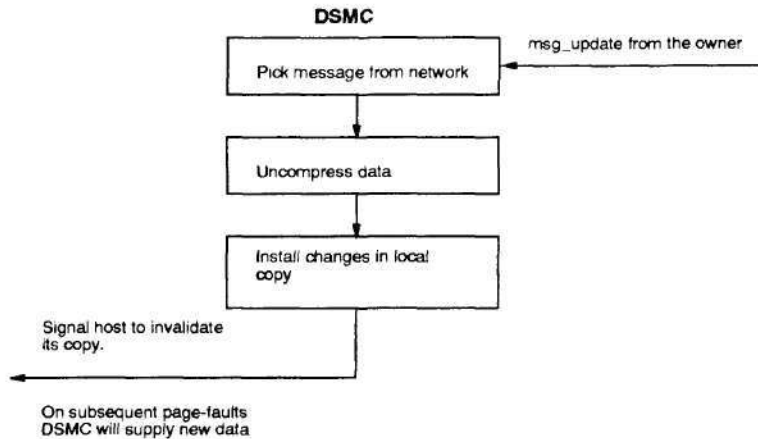 DSMC
msg_update from the owner
Pick message from network
Uncompress data
Install changes in local
copy
Signal host to invalidate
its copy.
On subsequent page-faults
DSMC will supply new data